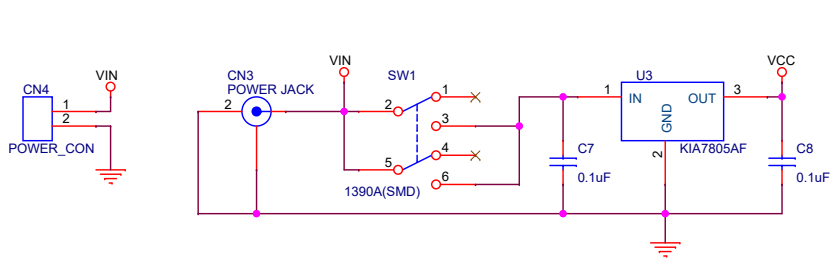 CN4
VIN
1
2
POWER_CON
CN3
POWER JACK
2
VIN
SW1
1
2
3
4
5
6
1390A(SMD)
C7
0.1uF
U3
1
IN
OUT
3
GND
2
KIA7805AF
VCC
C8
0.1uF